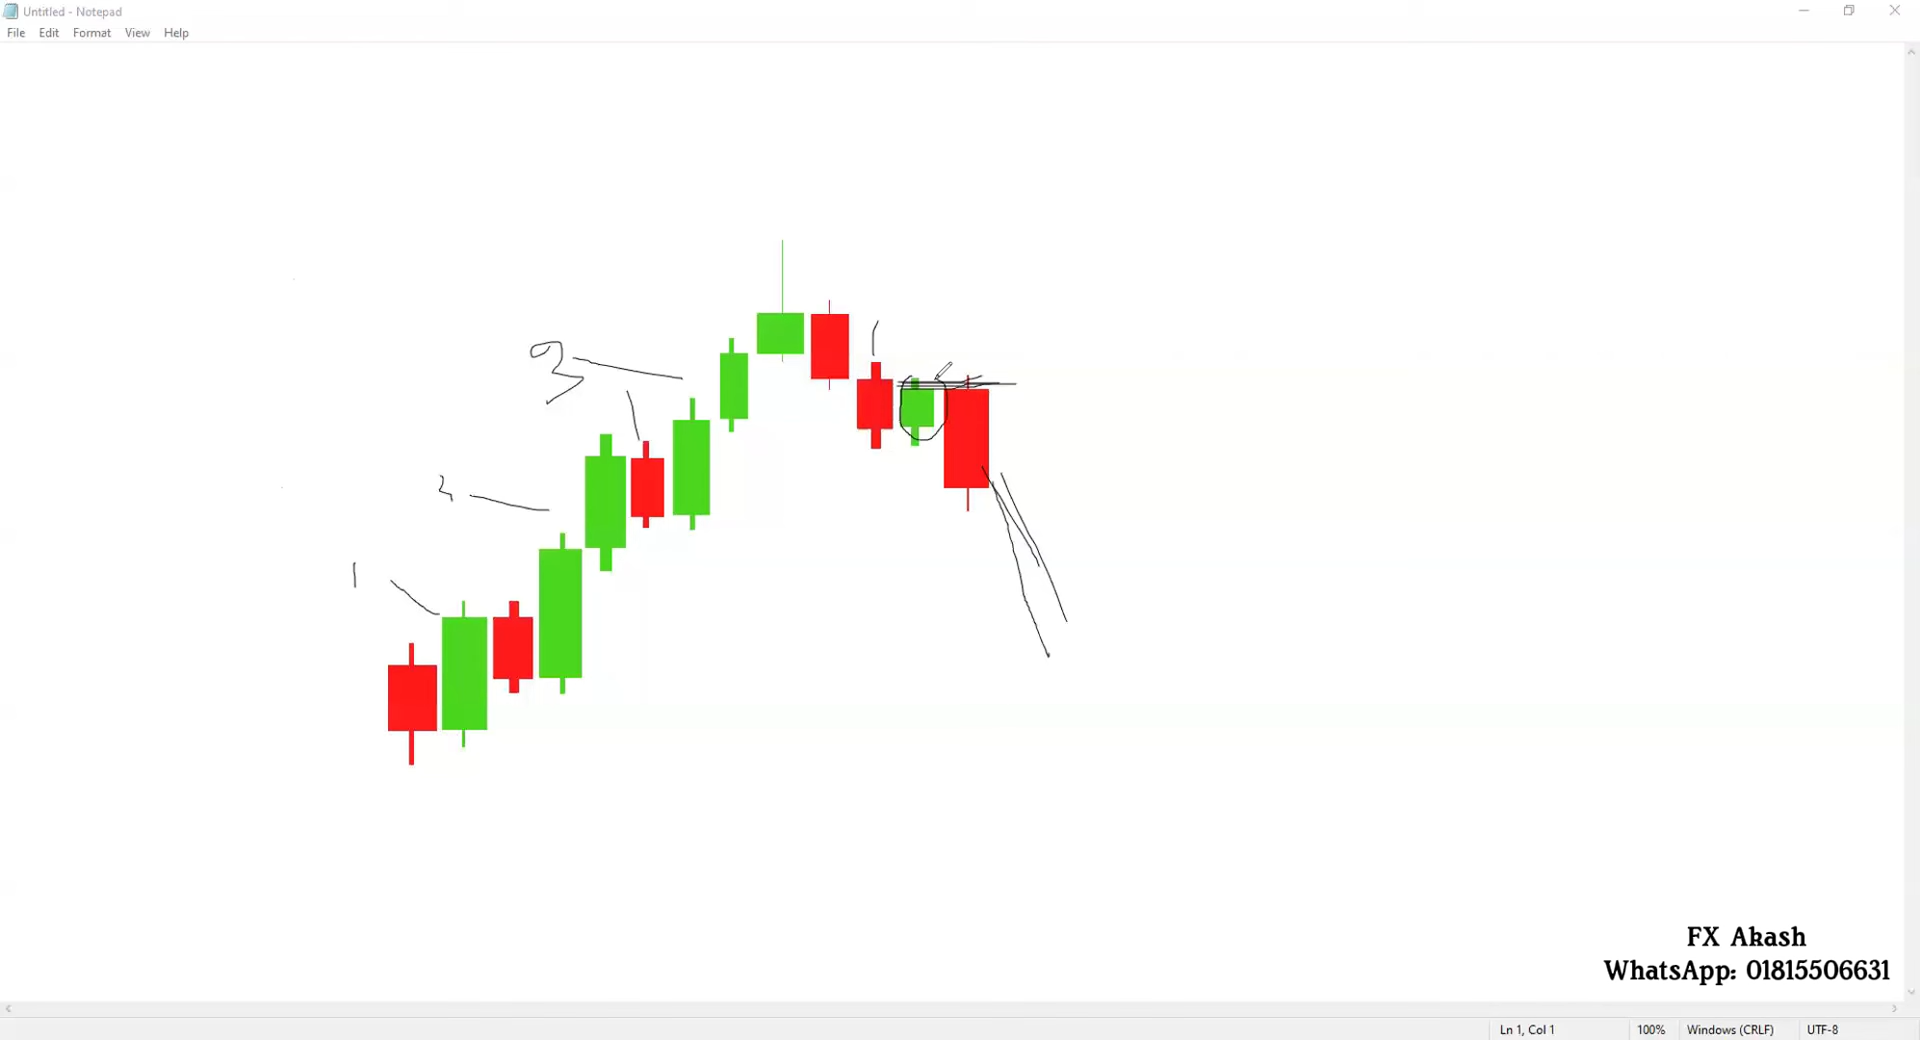 Untitled - Notepad
File Edit Format View Help
1
FX Akash
WhatsApp: 01815506631
Ln 1, Col 1 100% Windows (CRLF) UTF-8